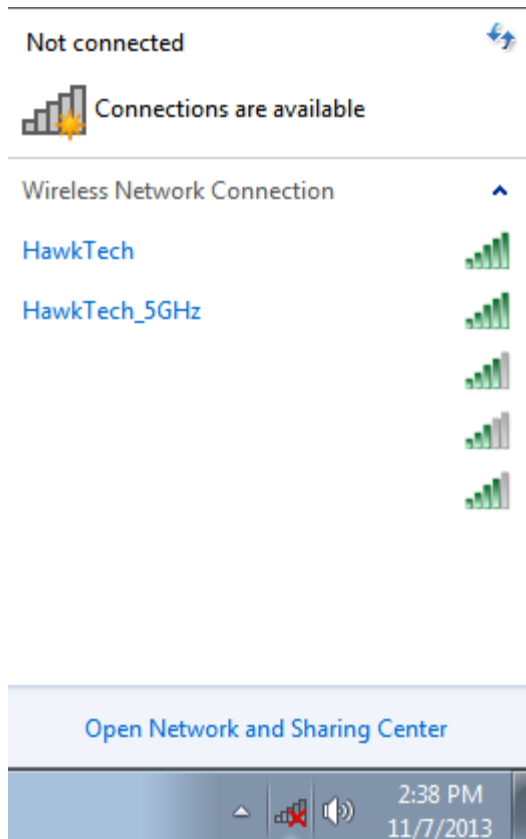 Not connected
Connections are available
Wireless Network Connection
HawkTech
HawkTech_5GHz
Open Network and Sharing Center
2:38 PM
11/7/2013